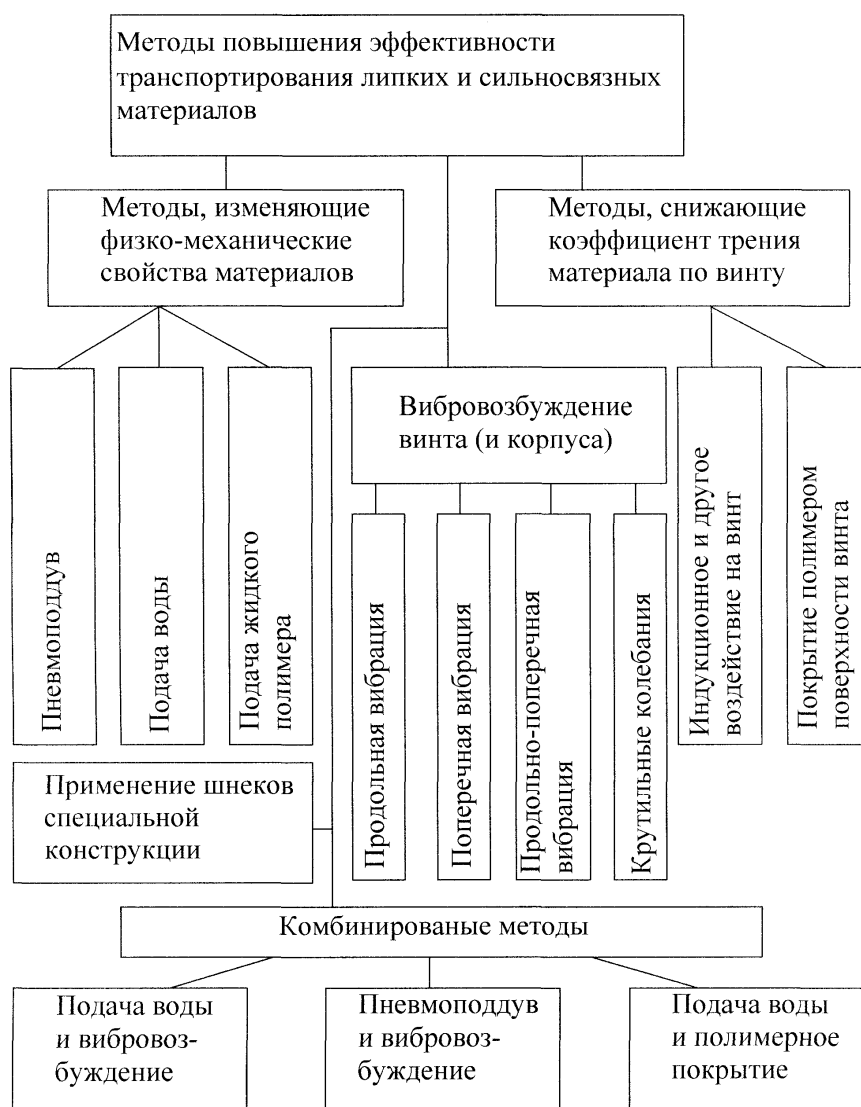 Методы повышения эффективности
транспортирования липких и сильносвязных
материалов
Методы, изменяющие
физко-механические
свойства материалов
Методы, снижающие
коэффициент трения
материала по винту
Пневмоподдув
Подача воды
Подача жидкого
полимера
Вибровозбуждение
винта (и корпуса)
Продольная вибрация
Поперечная вибрация
Продольно-поперечная
вибрация
Крутильные колебания
Индукционное и другое
воздействие на винт
Покрытие полимером
поверхности винта
Применение шнеков
специальной
конструкции
Комбинированые методы
Подача воды
и вибровоз-
буждение
Пневмоподдув
и вибровоз-
буждение
Подача воды
и полимерное
покрытие